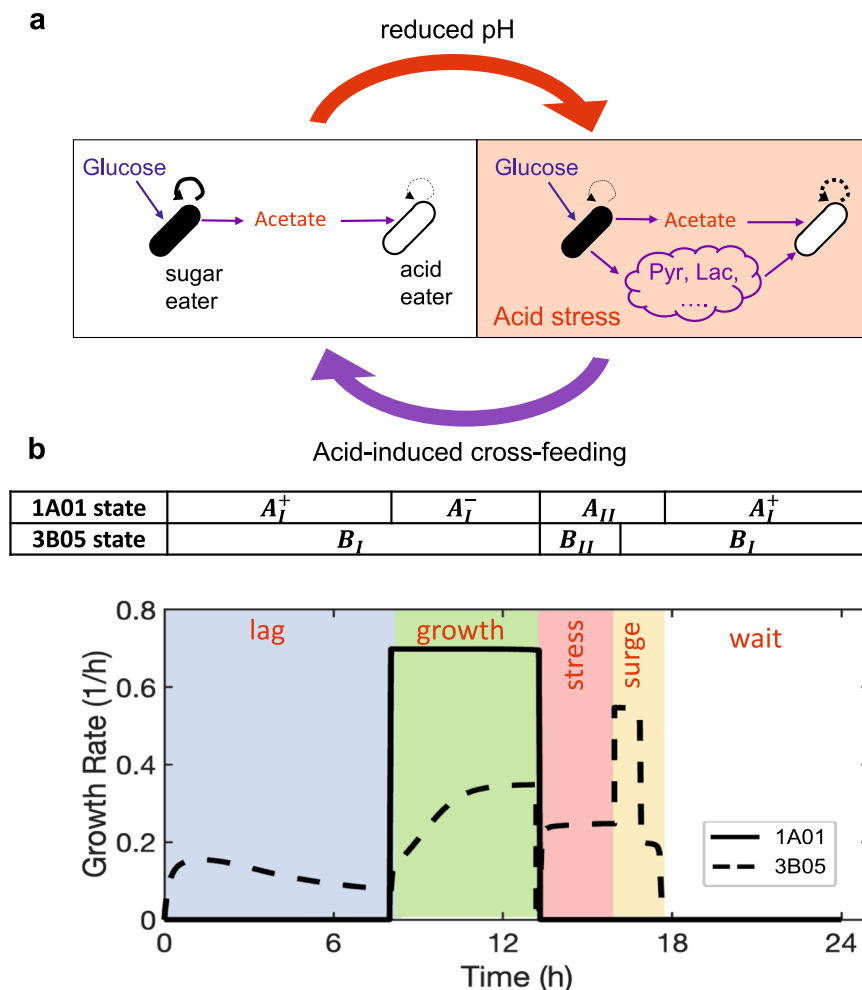 a
reduced pH
Glucose
Acetate
sugar
eater
acid
eater
Glucose
Acetate
Pyr, Lac,
....
Acid stress
Acid-induced cross-feeding
b
1A01 state A_I^+ A_I^- A_II A_I^+
3B05 state B_I B_II B_I
lag growth stress surge wait
Growth Rate (1/h)
0.8
0.6
0.4
0.2
0
0 6 12 18 24
Time (h)
1A01
3B05